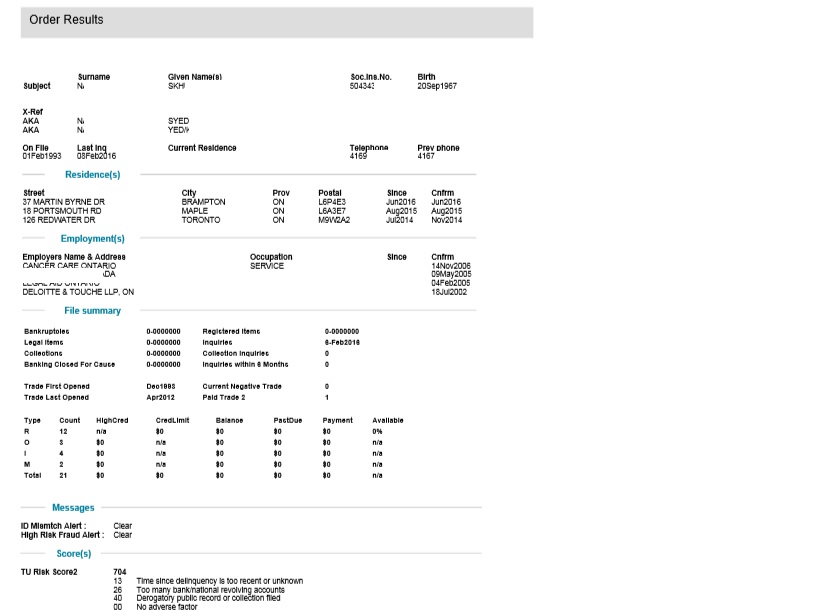 Order Results
Surname Given Name(s) Soc.Ins.No. Birth
Subject SKH 504343 20Sep1967
X-Ref
AKA SYED
AKA YED/
On File Last Inq Current Residence Telephone Prev phone
01Feb1993 08Feb2016 4169 4167
Residence(s)
Street City Prov Postal Since Cnfrm
37 MARTIN BYRNE DR BRAMPTON ON L6P4E3 Jun2016 Jun2016
18 PORTSMOUTH RD MAPLE ON L6A3E7 Aug2015 Aug2015
126 REDWATER DR TORONTO ON M9W2A2 Jul2014 Nov2014
Employment(s)
Employers Name & Address Occupation Since Cnfrm
CANCER CARE ONTARIO SERVICE 14Nov2006
DA 09May2005
LEGAL AID ONTARIO 04Feb2005
DELOITTE & TOUCHE LLP, ON 18Jul2002
File summary
Bankruptcies 0-0000000 Registered Items 0-0000000
Legal Items 0-0000000 Inquiries 6-Feb2016
Collections 0-0000000 Collection Inquiries 0
Banking Closed For Cause 0-0000000 Inquiries within 6 Months 0
Trade First Opened Dec1993 Current Negative Trade 0
Trade Last Opened Apr2012 Paid Trade 2 1
Type Count HighCred CredLimit Balance PastDue Payment Available
R 12 n/a $0 $0 $0 $0 0%
O 3 $0 n/a $0 $0 $0 n/a
I 4 $0 n/a $0 $0 $0 n/a
M 2 $0 n/a $0 $0 $0 n/a
Total 21 $0 $0 $0 $0 $0 n/a
Messages
ID Mismtch Alert : Clear
High Risk Fraud Alert : Clear
Score(s)
TU Risk Score2 704
13 Time since delinquency is too recent or unknown
26 Too many bank/national revolving accounts
40 Derogatory public record or collection filed
00 No adverse factor